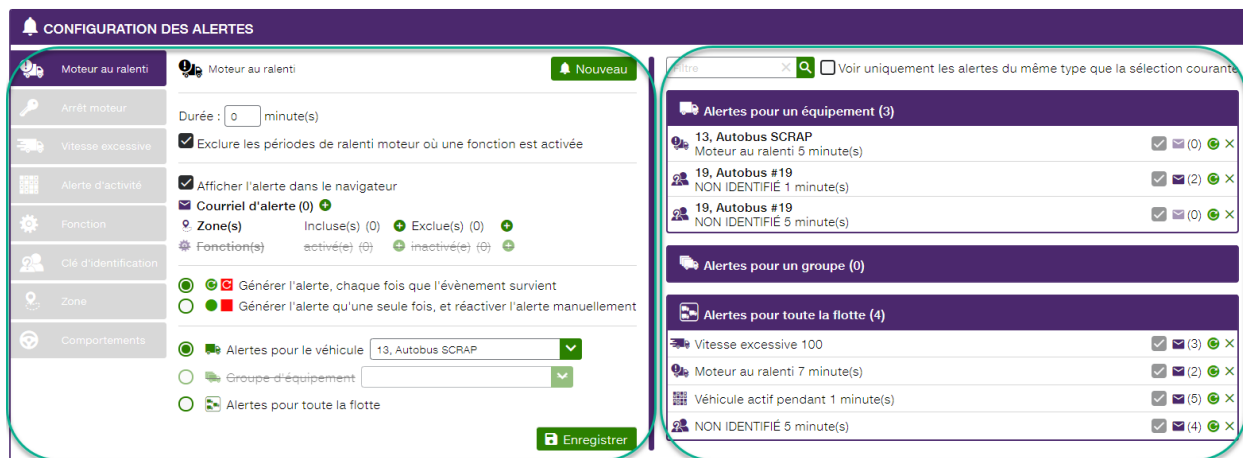 CONFIGURATION DES ALERTES
Moteur au ralenti
Arrêt moteur
Vitesse excessive
Alerte d'activité
Fonction
Clé d'identification
Zone
Comportements
Moteur au ralenti
Nouveau
Durée : 0 minute(s)
Exclure les périodes de ralenti moteur où une fonction est activée
Afficher l'alerte dans le navigateur
Courriel d'alerte (0)
Zone(s) Incluse(s) (0) Exclue(s) (0)
Fonction(s) activé(e) (0) inactivé(e) (0)
Générer l'alerte, chaque fois que l'évènement survient
Générer l'alerte qu'une seule fois, et réactiver l'alerte manuellement
Alertes pour le véhicule 13, Autobus SCRAP
Groupe d'équipement
Alertes pour toute la flotte
Enregistrer
Filtre Voir uniquement les alertes du même type que la sélection courante
Alertes pour un équipement (3)
13, Autobus SCRAP
Moteur au ralenti 5 minute(s) (0)
19, Autobus #19
NON IDENTIFIÉ 1 minute(s) (2)
19, Autobus #19
NON IDENTIFIÉ 5 minute(s) (0)
Alertes pour un groupe (0)
Alertes pour toute la flotte (4)
Vitesse excessive 100 (3)
Moteur au ralenti 7 minute(s) (2)
Véhicule actif pendant 1 minute(s) (5)
NON IDENTIFIÉ 5 minute(s) (4)